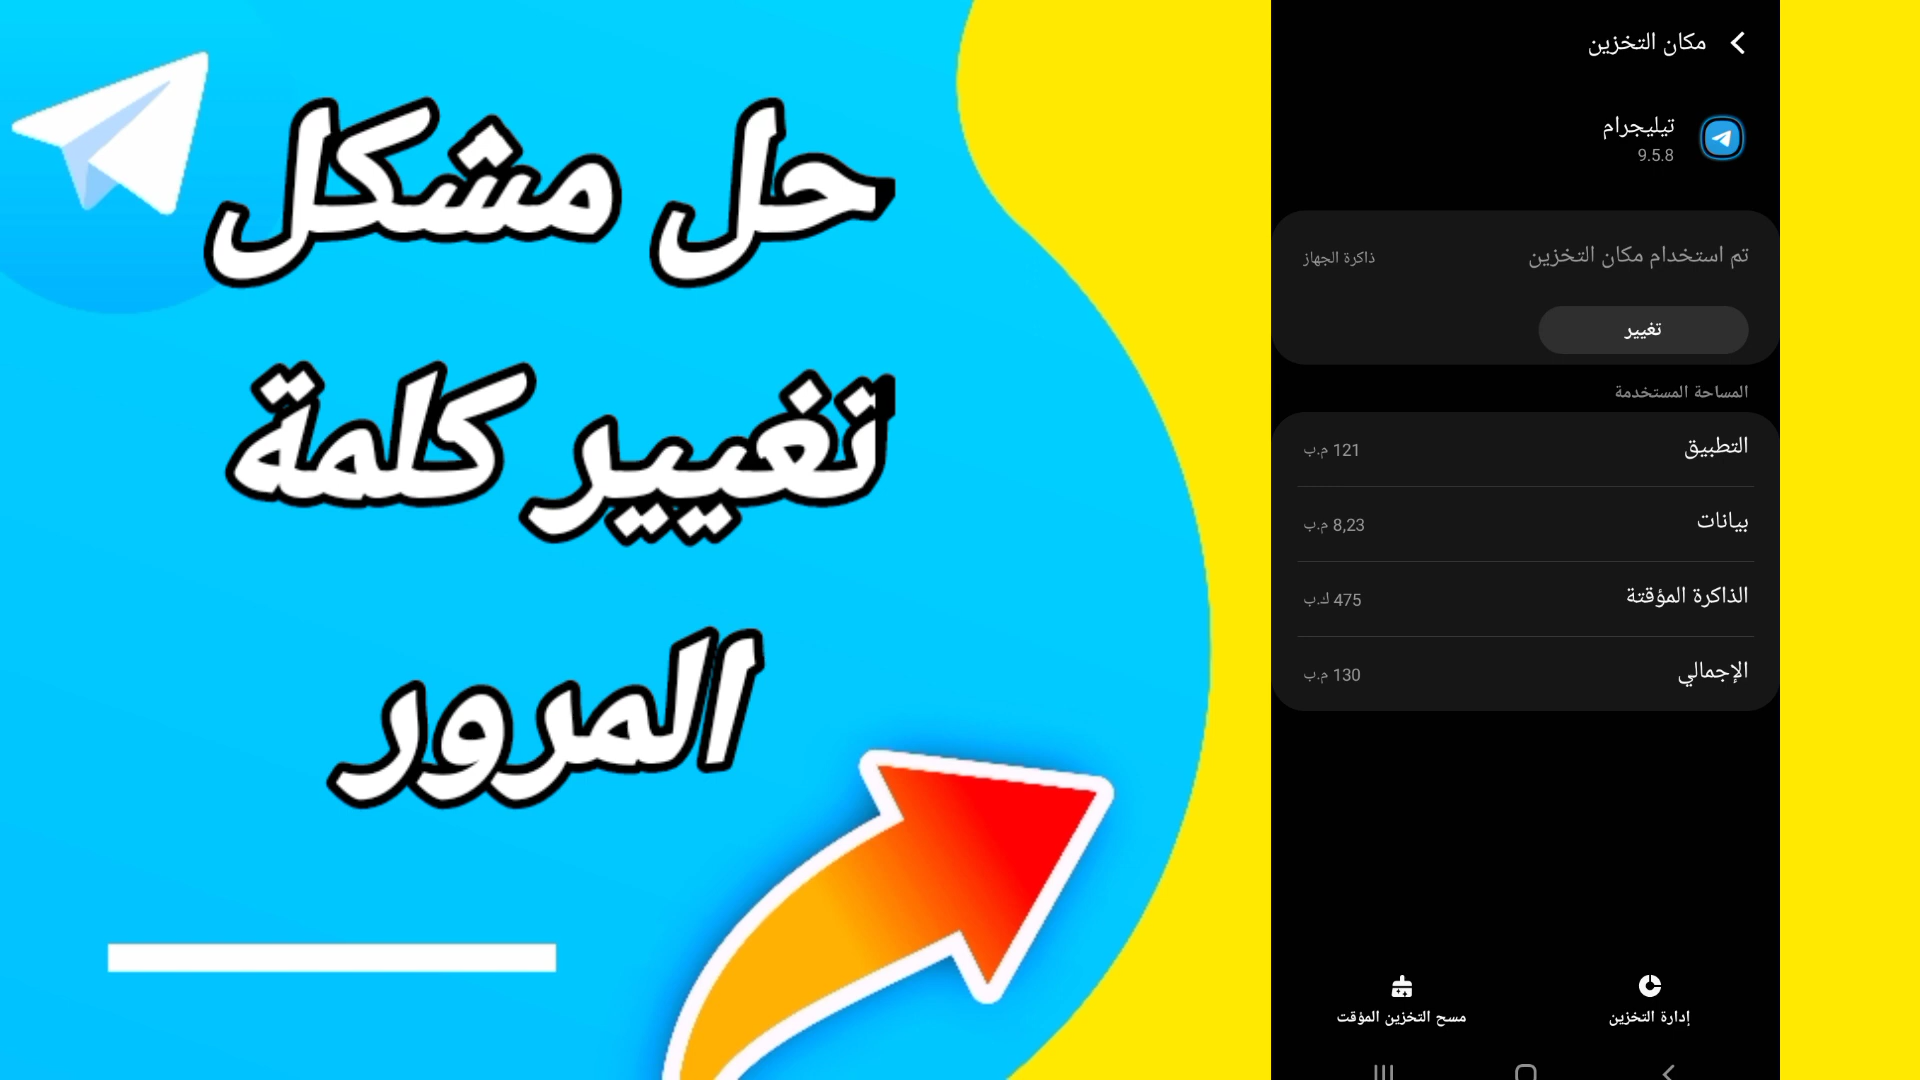 حل مشكل
تغيير كلمة
المرور
مكان التخزين
تيليجرام
9.5.8
تم استخدام مكان التخزين
ذاكرة الجهاز
تغيير
المساحة المستخدمة
التطبيق
121 م.ب
بيانات
8,23 م.ب
الذاكرة المؤقتة
475 ك.ب
الإجمالي
130 م.ب
إدارة التخزين
مسح التخزين المؤقت